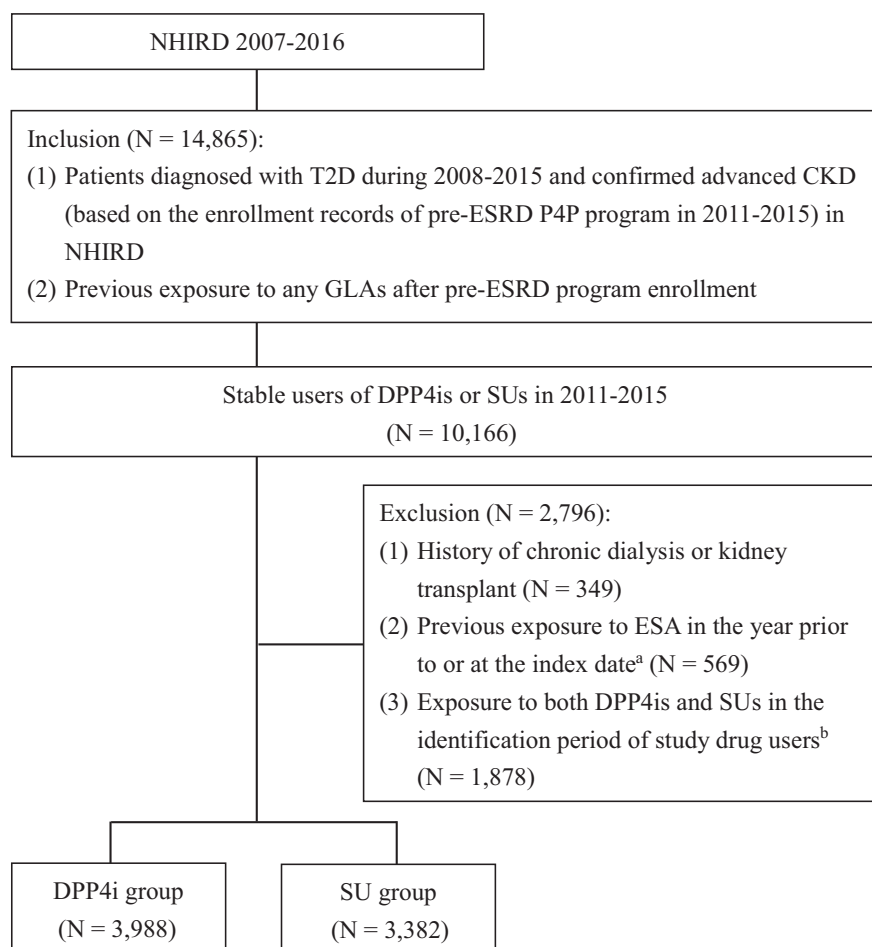 NHIRD 2007-2016
Inclusion (N = 14,865):
(1) Patients diagnosed with T2D during 2008-2015 and confirmed advanced CKD
(based on the enrollment records of pre-ESRD P4P program in 2011-2015) in
NHIRD
(2) Previous exposure to any GLAs after pre-ESRD program enrollment
Stable users of DPP4is or SUs in 2011-2015
(N = 10,166)
Exclusion (N = 2,796):
(1) History of chronic dialysis or kidney
transplant (N = 349)
(2) Previous exposure to ESA in the year prior
to or at the index dateᵃ (N = 569)
(3) Exposure to both DPP4is and SUs in the
identification period of study drug usersᵇ
(N = 1,878)
DPP4i group
(N = 3,988)
SU group
(N = 3,382)